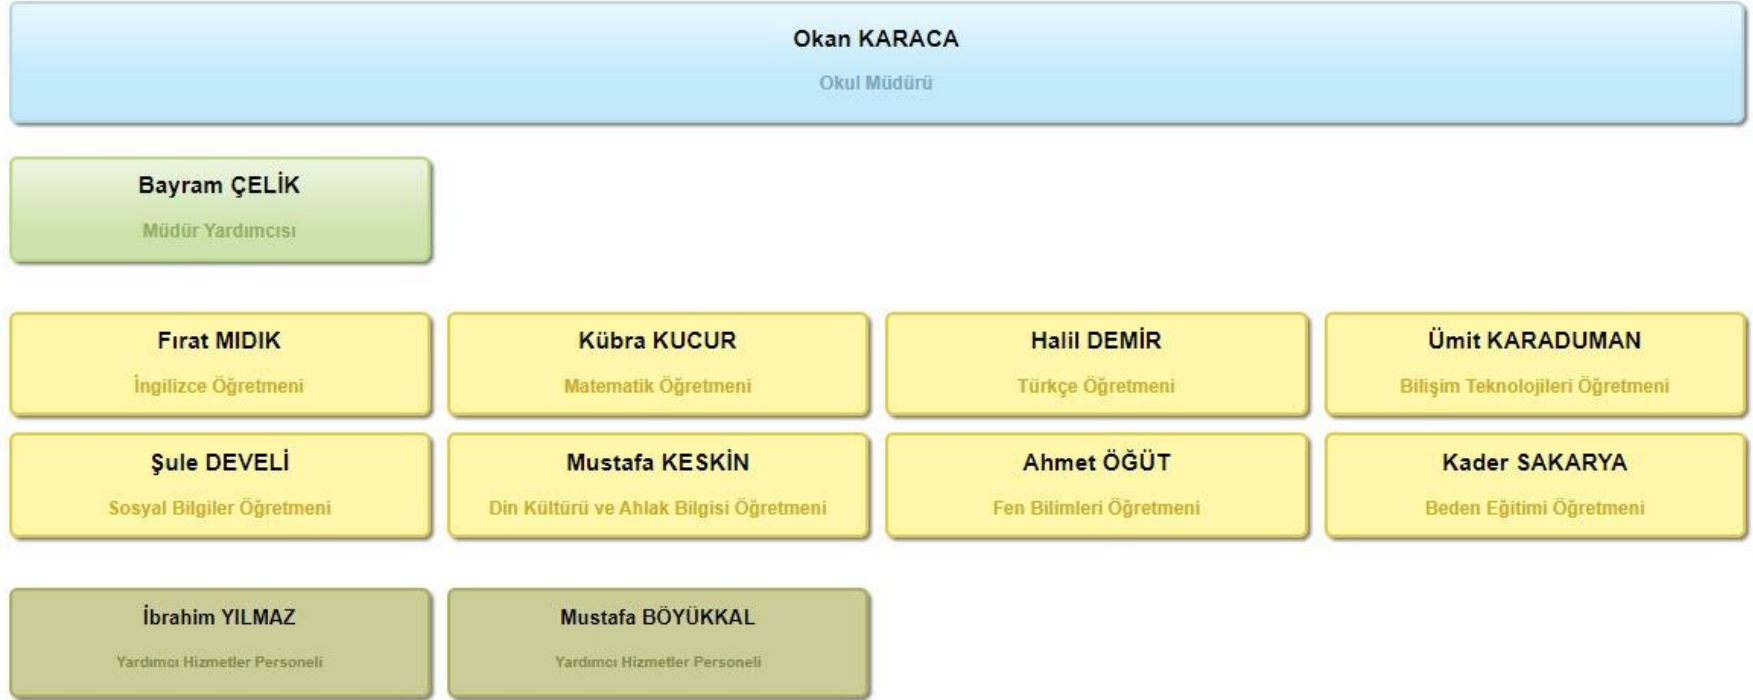 Okan KARACA
Okul Müdürü
Bayram ÇELİK
Müdür Yardımcısı
Fırat MIDIK
İngilizce Öğretmeni
Kübra KUCUR
Matematik Öğretmeni
Halil DEMİR
Türkçe Öğretmeni
Ümit KARADUMAN
Bilişim Teknolojileri Öğretmeni
Şule DEVELİ
Sosyal Bilgiler Öğretmeni
Mustafa KESKİN
Din Kültürü ve Ahlak Bilgisi Öğretmeni
Ahmet ÖĞÜT
Fen Bilimleri Öğretmeni
Kader SAKARYA
Beden Eğitimi Öğretmeni
İbrahim YILMAZ
Yardımcı Hizmetler Personeli
Mustafa BÖYÜKKAL
Yardımcı Hizmetler Personeli